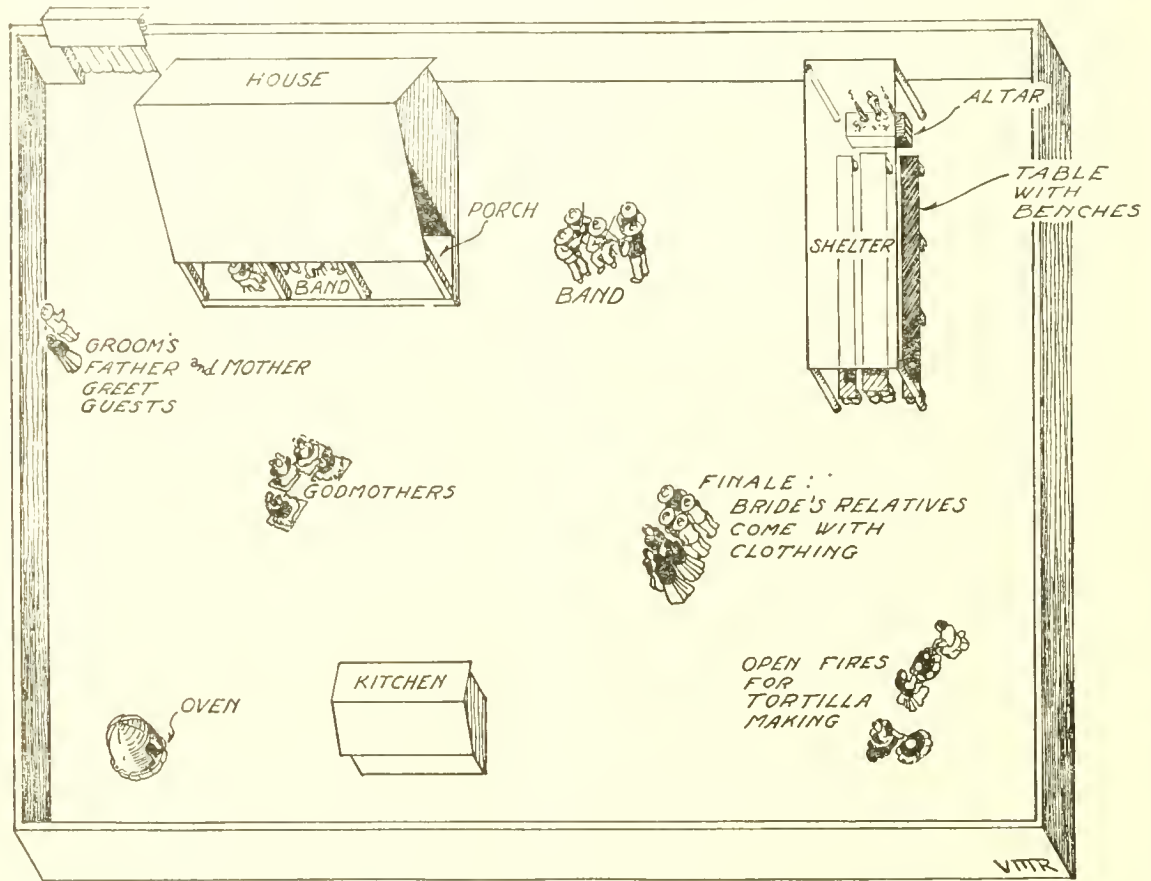 HOUSE
ALTAR
TABLE
WITH
BENCHES
PORCH
SHELTER
BAND
BAND
GROOM'S
FATHER and MOTHER
GREET
GUESTS
GODMOTHERS
FINALE:
BRIDE'S RELATIVES
COME WITH
CLOTHING
OPEN FIRES
FOR
TORTILLA
MAKING
KITCHEN
OVEN
VMR